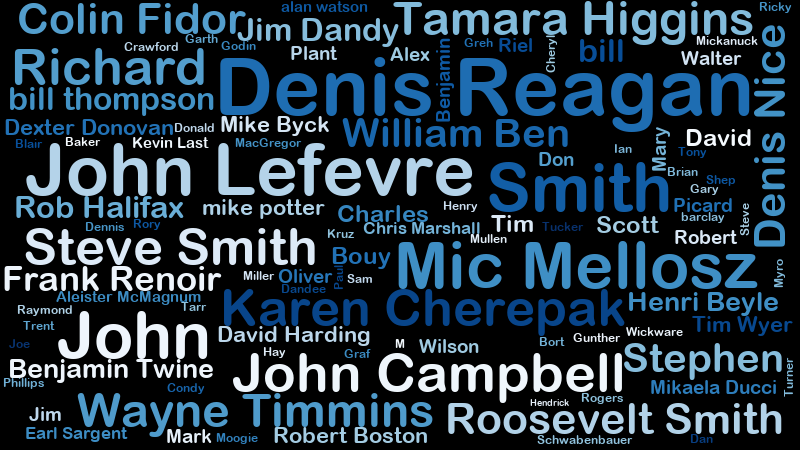 Colin Fidor
alan watson
Tamara Higgins
Ricky
Jim Dandy
Garth
Godin
Crawford
Plant
Alex
Greh
Riel
Cheryl
bill
Mickanuck
Walter
Richard
Denis Reagan
Benjamin
Denis Nice
bill thompson
Dexter Donovan
Donald
Mike Byck
William Ben
Mary
David
Blair
Baker
Kevin Last
MacGregor
Ian
Tony
John Lefevre
Don
Smith
Brian
Shep
Gary
Rob Halifax
mike potter
Charles
Henry
Picard
barclay
Steve
Dennis
Rory
Kruz
Chris Marshall
Tim
Tucker
Scott
Robert
Mullen
Steve Smith
Bouy
Mic Mellosz
Myro
Frank Renoir
Miller
Oliver
Paul
Sam
Dandee
Aleister McMagnum
Tarr
Karen Cherepak
Henri Beyle
Raymond
Trent
John
David Harding
Tim Wyer
Wickware
Joe
Hay
Graf
M
Wilson
Bort
Gunther
Benjamin Twine
John Campbell
Stephen
Turner
Phillips
Condy
Mikaela Ducci
Rogers
Hendrick
Jim
Wayne Timmins
Roosevelt Smith
Earl Sargent
Mark
Moogie
Robert Boston
Schwabenbauer
Dan